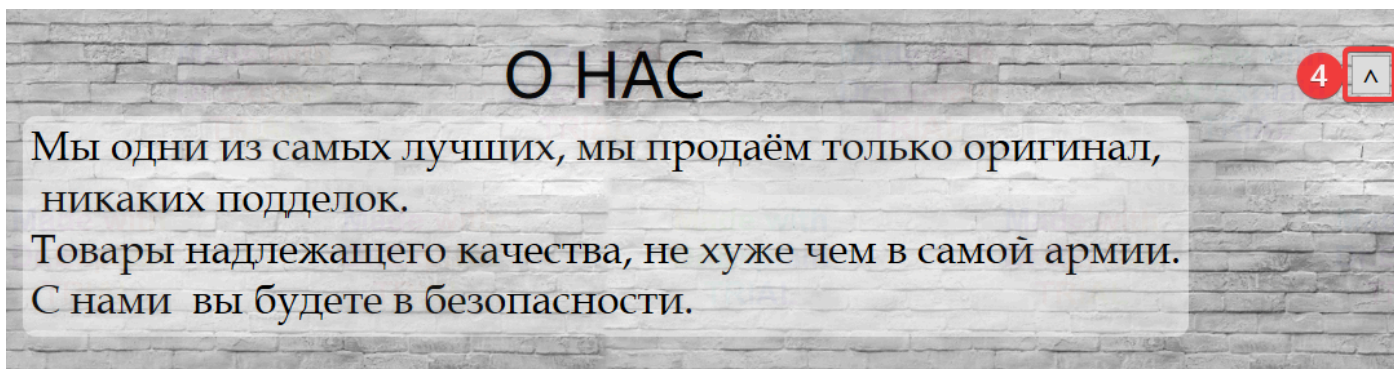 О НАС
4
^
Мы одни из самых лучших, мы продаём только оригинал,
никаких подделок.
Товары надлежащего качества, не хуже чем в самой армии.
С нами  вы будете в безопасности.